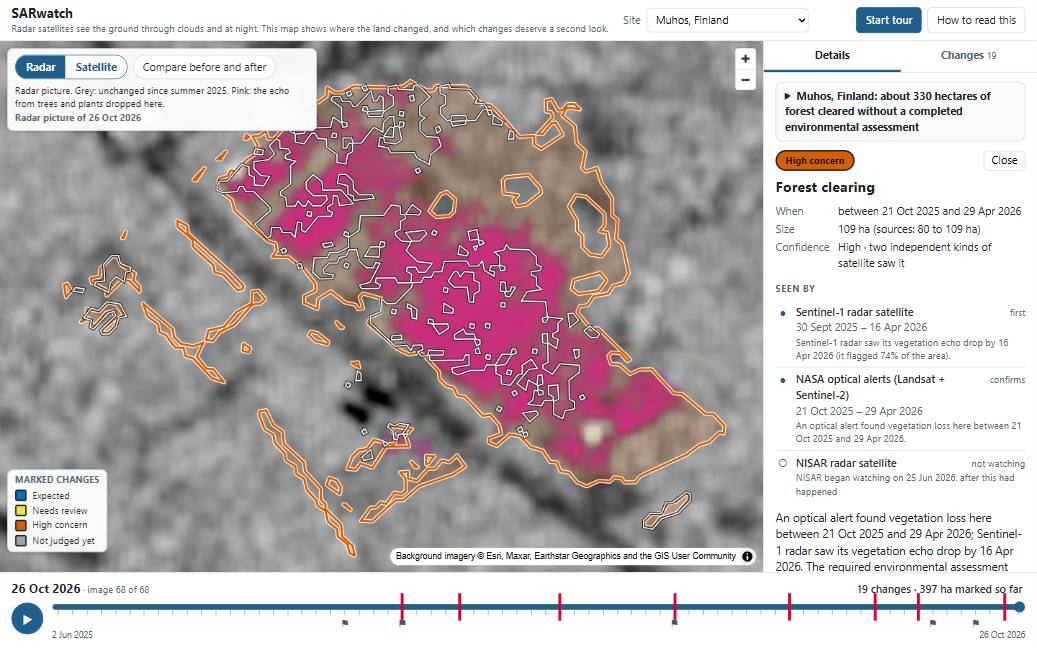 SARwatch
Radar satellites see the ground through clouds and at night. This map shows where the land changed, and which changes deserve a second look.
Site
Muhos, Finland
Start tour
How to read this
Radar
Satellite
Compare before and after
Radar picture. Grey: unchanged since summer 2025. Pink: the echo
from trees and plants dropped here.
Radar picture of 26 Oct 2026
+
−
MARKED CHANGES
Expected
Needs review
High concern
Not judged yet
Background imagery © Esri, Maxar, Earthstar Geographics and the GIS User Community
Details
Changes 19
Muhos, Finland: about 330 hectares of
forest cleared without a completed
environmental assessment
High concern
Close
Forest clearing
When between 21 Oct 2025 and 29 Apr 2026
Size 109 ha (sources: 80 to 109 ha)
Confidence High · two independent kinds of
satellite saw it
SEEN BY
Sentinel-1 radar satellite first
30 Sept 2025 – 16 Apr 2026
Sentinel-1 radar saw its vegetation echo drop by 16
Apr 2026 (it flagged 74% of the area).
NASA optical alerts (Landsat + confirms
Sentinel-2)
21 Oct 2025 – 29 Apr 2026
An optical alert found vegetation loss here between 21
Oct 2025 and 29 Apr 2026.
NISAR radar satellite not watching
NISAR began watching on 25 Jun 2026, after this had
happened
An optical alert found vegetation loss here
between 21 Oct 2025 and 29 Apr 2026; Sentinel-
1 radar saw its vegetation echo drop by 16 Apr
2026. The required environmental assessment
26 Oct 2026 · image 68 of 68
19 changes · 397 ha marked so far
2 Jun 2025
26 Oct 2026